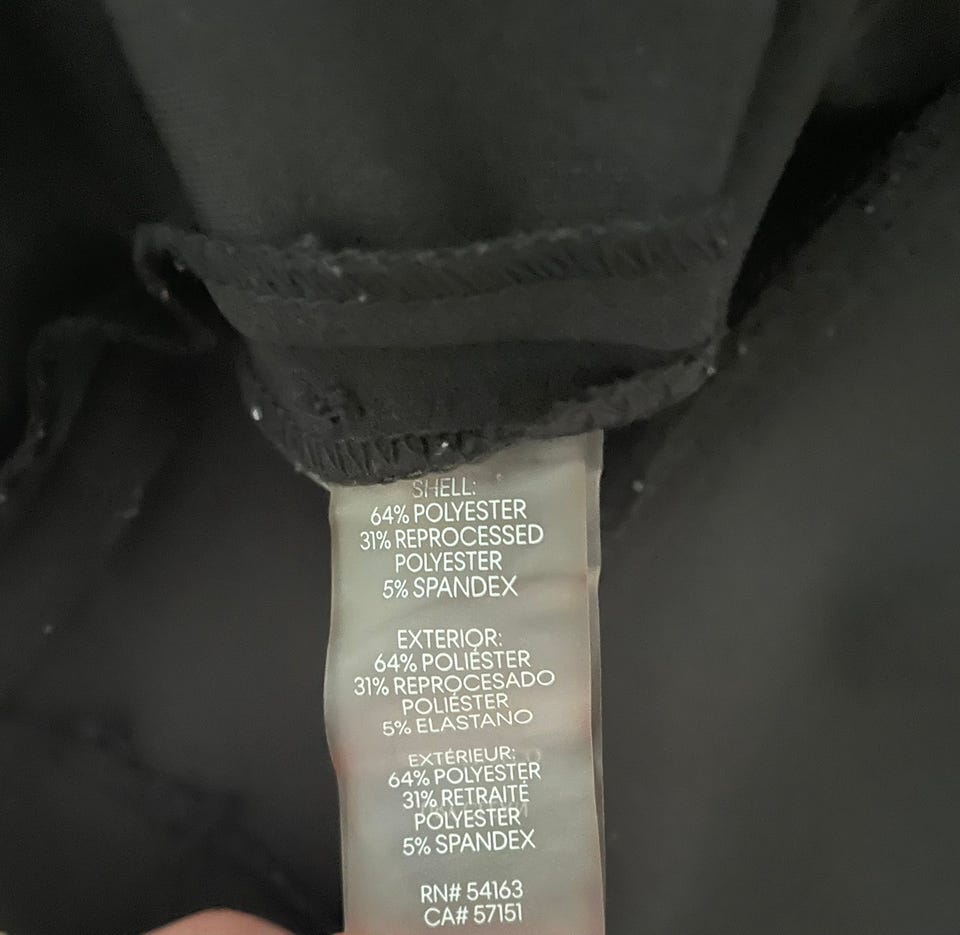 SHELL:
64% POLYESTER
31% REPROCESSED
POLYESTER
5% SPANDEX
EXTERIOR:
64% POLIÉSTER
31% REPROCESADO
POLIÉSTER
5% ELASTANO
EXTÉRIEUR:
64% POLYESTER
31% RETRAITÉ
POLYESTER
5% SPANDEX
RN# 54163
CA# 57151